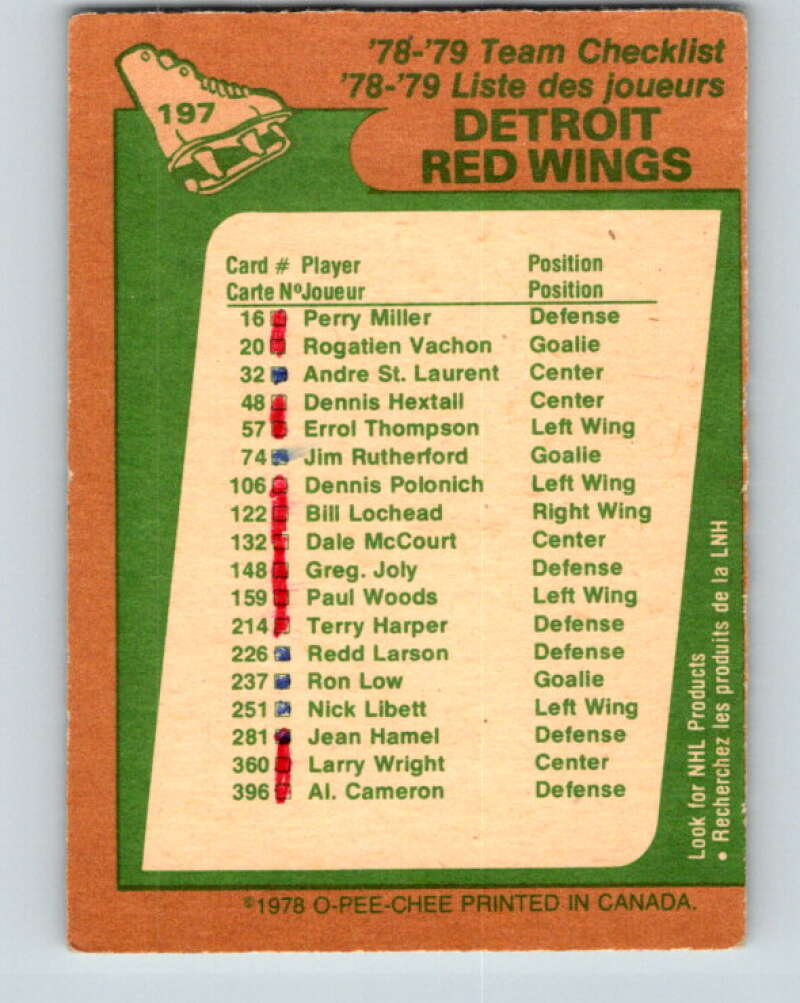 197
'78-'79 Team Checklist
'78-'79 Liste des joueurs
DETROIT
RED WINGS
Card # Player Position
Carte Nº Joueur Position
16 Perry Miller Defense
20 Rogatien Vachon Goalie
32 Andre St. Laurent Center
48 Dennis Hextall Center
57 Errol Thompson Left Wing
74 Jim Rutherford Goalie
106 Dennis Polonich Left Wing
122 Bill Lochead Right Wing
132 Dale McCourt Center
148 Greg. Joly Defense
159 Paul Woods Left Wing
214 Terry Harper Defense
226 Redd Larson Defense
237 Ron Low Goalie
251 Nick Libett Left Wing
281 Jean Hamel Defense
360 Larry Wright Center
396 Al. Cameron Defense
Look for NHL Products
• Recherchez les produits de la LNH
©1978 O-PEE-CHEE PRINTED IN CANADA.